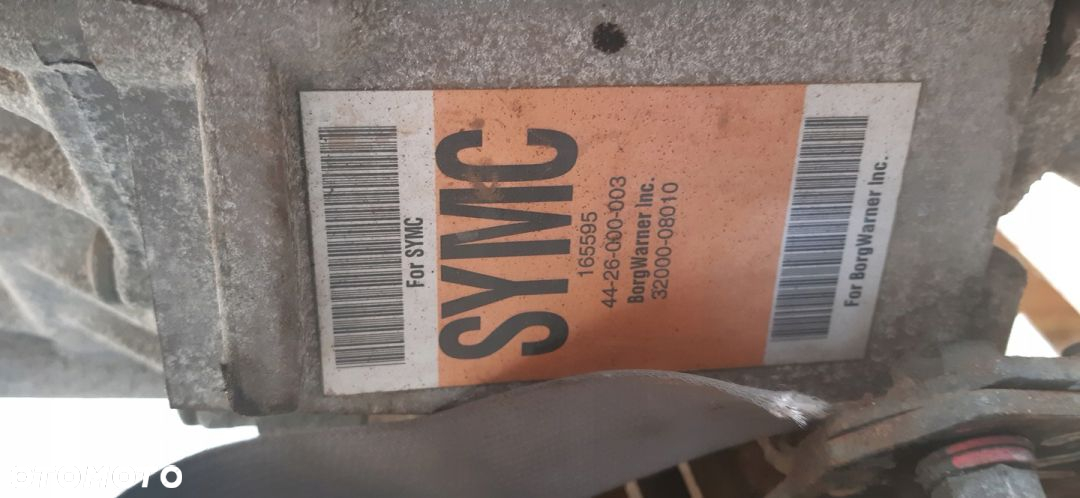 For SYMC
SYMC
165595
44-26-000-003
BorgWarner Inc.
32000-08010
For BorgWarner Inc.